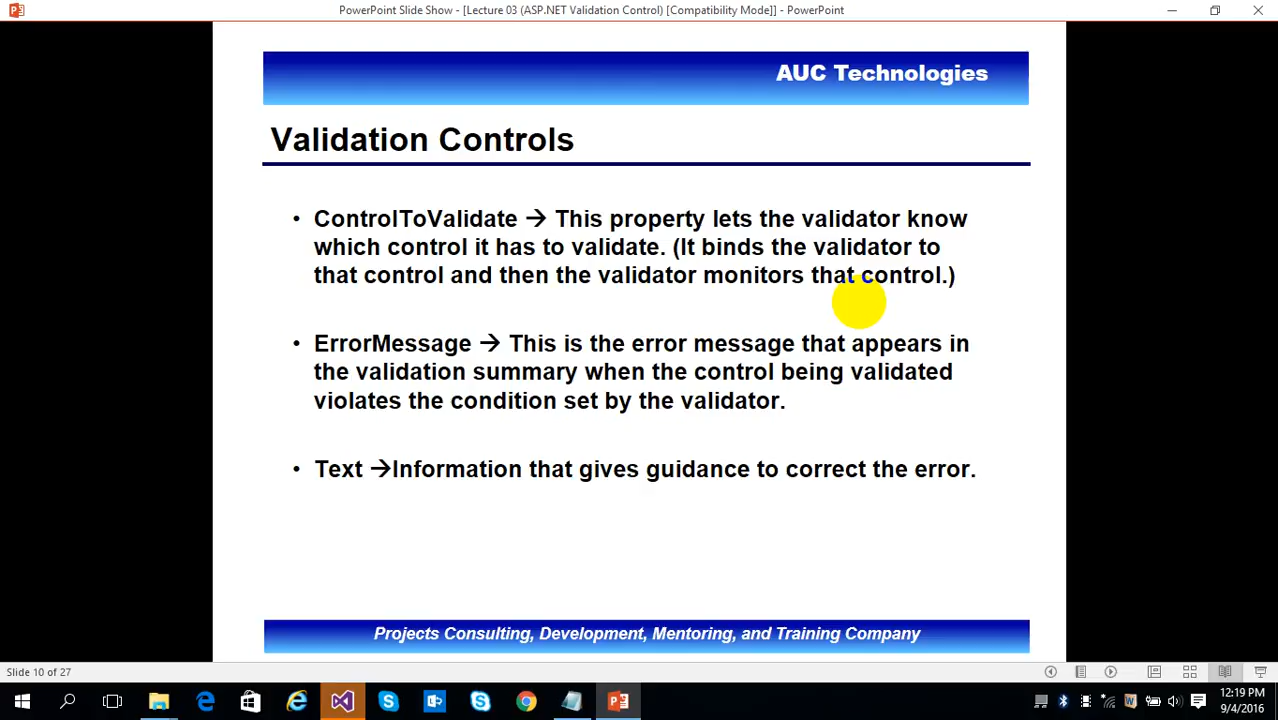 PowerPoint Slide Show - [Lecture 03 (ASP.NET Validation Control) [Compatibility Mode]] - PowerPoint
AUC Technologies
Validation Controls
• ControlToValidate → This property lets the validator know
which control it has to validate. (It binds the validator to
that control and then the validator monitors that control.)
• ErrorMessage → This is the error message that appears in
the validation summary when the control being validated
violates the condition set by the validator.
• Text →Information that gives guidance to correct the error.
Projects Consulting, Development, Mentoring, and Training Company
Slide 10 of 27
12:19 PM
9/4/2016